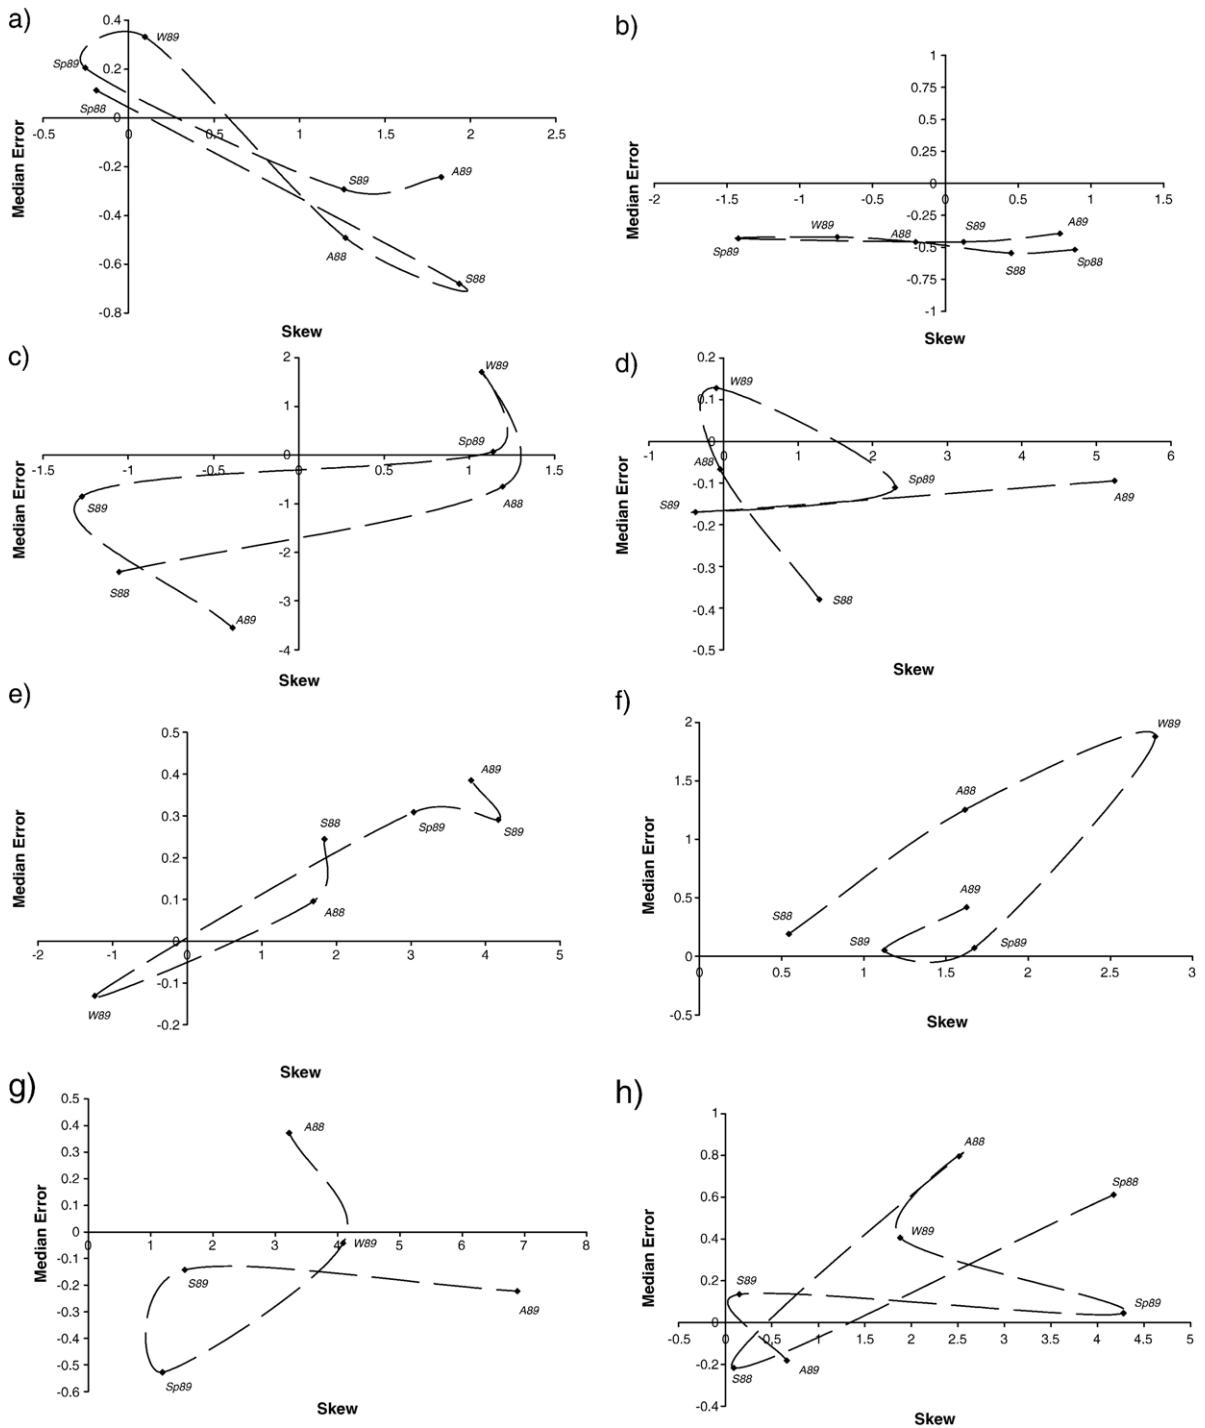 a)
0.4
0.2
0
-0.2
-0.4
-0.6
-0.8
-0.5
0
0.5
1
1.5
2
2.5
W89
Sp89
Sp88
S89
A89
A88
S88
Median Error
Skew
b)
1
0.75
0.5
0.25
0
-0.25
-0.5
-0.75
-1
-2
-1.5
-1
-0.5
0
0.5
1
1.5
W89
Sp89
A88
S89
A89
S88
Sp88
Median Error
Skew
c)
2
1
0
-1
-2
-3
-4
-1.5
-1
-0.5
0
0.5
1
1.5
W89
Sp89
S89
A88
S88
A89
Median Error
Skew
d)
0.2
0.1
0
-0.1
-0.2
-0.3
-0.4
-0.5
-1
0
1
2
3
4
5
6
W89
A88
Sp89
S89
A89
S88
Median Error
Skew
e)
0.5
0.4
0.3
0.2
0.1
0
-0.1
-0.2
-2
-1
0
1
2
3
4
5
A89
S88
Sp89
S89
A88
W89
Median Error
Skew
f)
2
1.5
1
0.5
0
-0.5
0
0.5
1
1.5
2
2.5
3
W89
A88
A89
S88
S89
Sp89
Median Error
Skew
g)
0.5
0.4
0.3
0.2
0.1
0
-0.1
-0.2
-0.3
-0.4
-0.5
-0.6
0
1
2
3
4
5
6
7
8
A88
W89
S89
A89
Sp89
Median Error
Skew
h)
1
0.8
0.6
0.4
0.2
0
-0.2
-0.4
-0.5
0
0.5
1
1.5
2
2.5
3
3.5
4
4.5
5
A88
Sp88
W89
S89
Sp89
S88
A89
Median Error
Skew